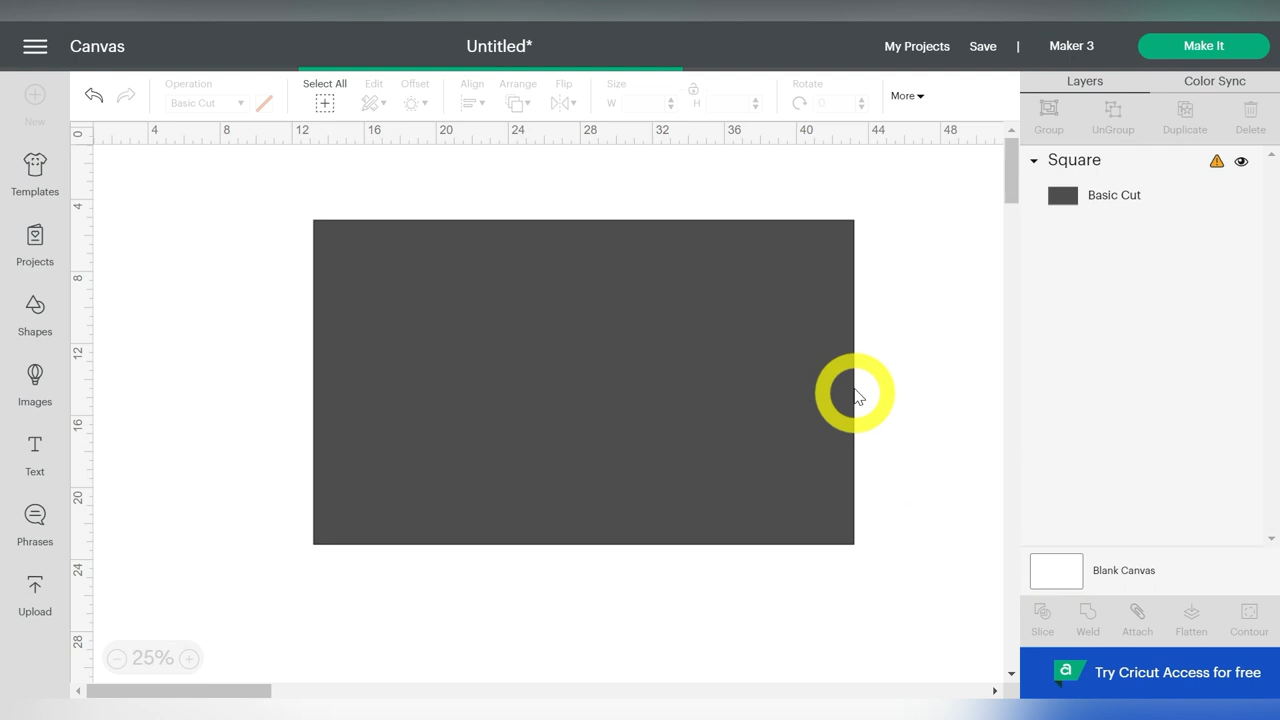 Canvas
Untitled*
My Projects Save | Maker 3 Make It
New
Templates
Projects
Shapes
Images
Text
Phrases
Upload
Operation
Basic Cut
Select All
Edit
Offset
Align
Arrange
Flip
Size
W H
Rotate
0
More
0 4 8 12 16 20 24 28 32 36 40 44 48
4
8
12
16
20
24
28
25%
Layers Color Sync
Group UnGroup Duplicate Delete
Square
Basic Cut
Blank Canvas
Slice Weld Attach Flatten Contour
a Try Cricut Access for free